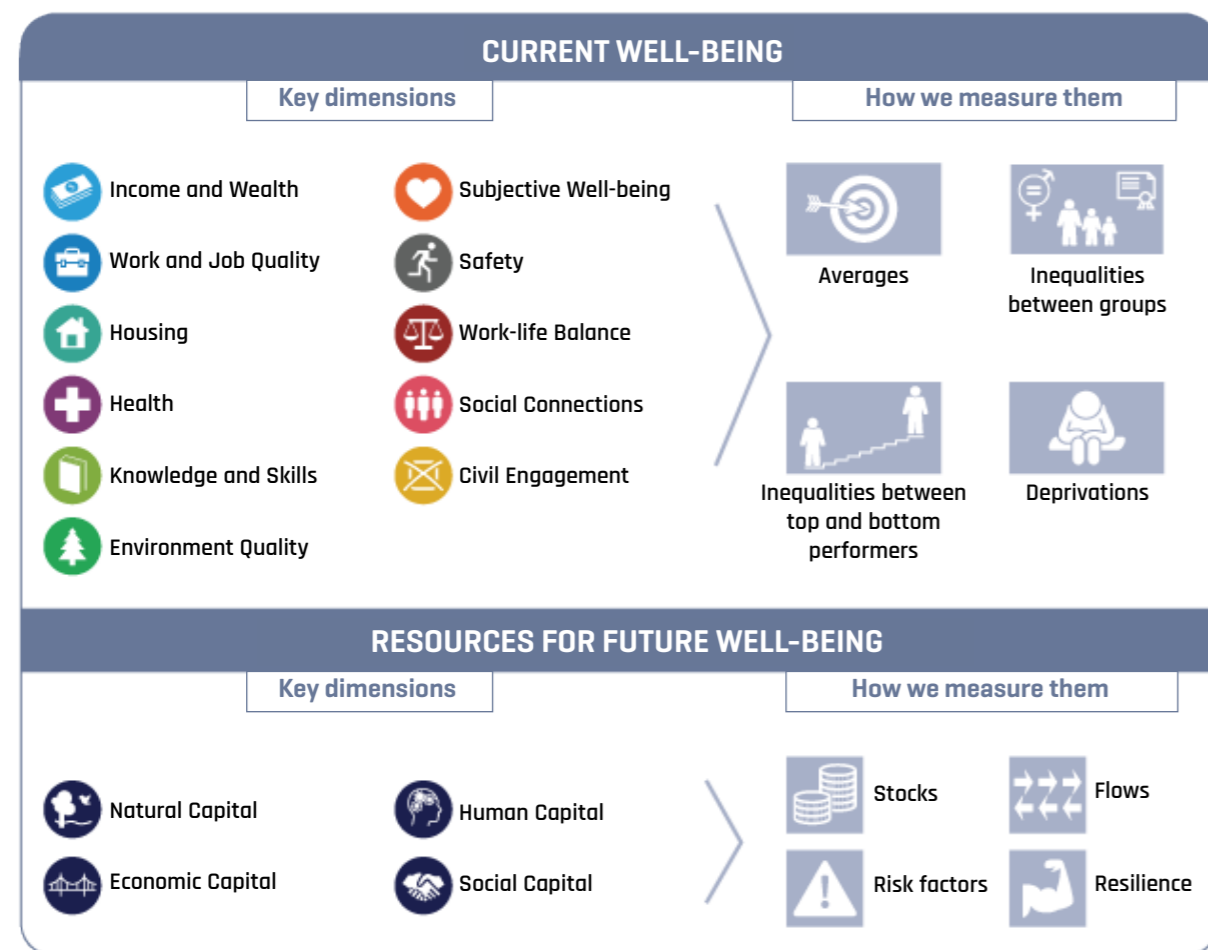 CURRENT WELL-BEING
Key dimensions
How we measure them
Income and Wealth
Work and Job Quality
Housing
Health
Knowledge and Skills
Environment Quality
Subjective Well-being
Safety
Work-life Balance
Social Connections
Civil Engagement
Averages
Inequalities
between groups
Inequalities between
top and bottom
performers
Deprivations
RESOURCES FOR FUTURE WELL-BEING
Key dimensions
How we measure them
Natural Capital
Economic Capital
Human Capital
Social Capital
Stocks
Flows
Risk factors
Resilience